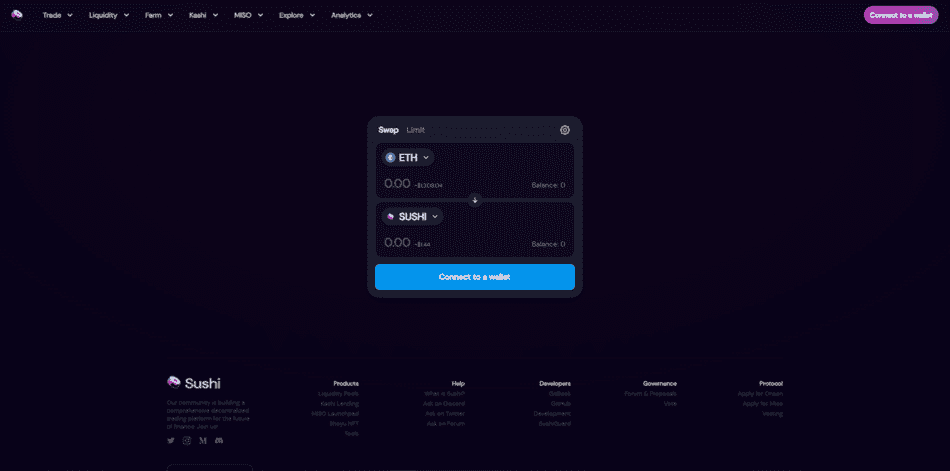 Trade Liquidity Farm Kashi MISO Explore Analytics Connect to a wallet
Swap Limit
ETH
0.00 Balance: 0
SUSHI
0.00 Balance: 0
Connect to a wallet
Sushi
Our community is building a
comprehensive decentralized
trading platform for the future
of finance. Join us!
Products
Liquidity Pools
Kashi Lending
MISO Launchpad
Shoyu NFT
Tools
Help
What is Sushi?
Ask on Discord
Ask on Twitter
Ask on Forum
Developers
GitBook
GitHub
Development
SushiGuard
Governance
Forum & Proposals
Vote
Protocol
Apply for Onsen
Apply for Miso
Vesting